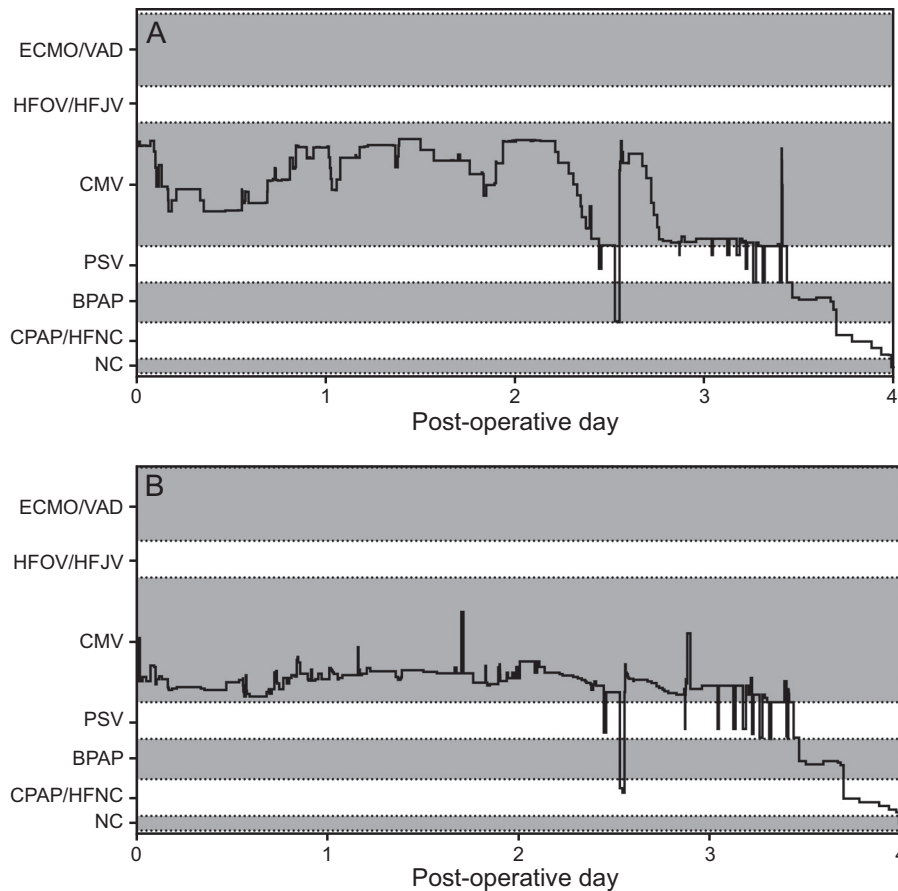 A
ECMO/VAD
HFOV/HFJV
CMV
PSV
BPAP
CPAP/HFNC
NC
0 1 2 3 4
Post-operative day
B
ECMO/VAD
HFOV/HFJV
CMV
PSV
BPAP
CPAP/HFNC
NC
0 1 2 3 4
Post-operative day